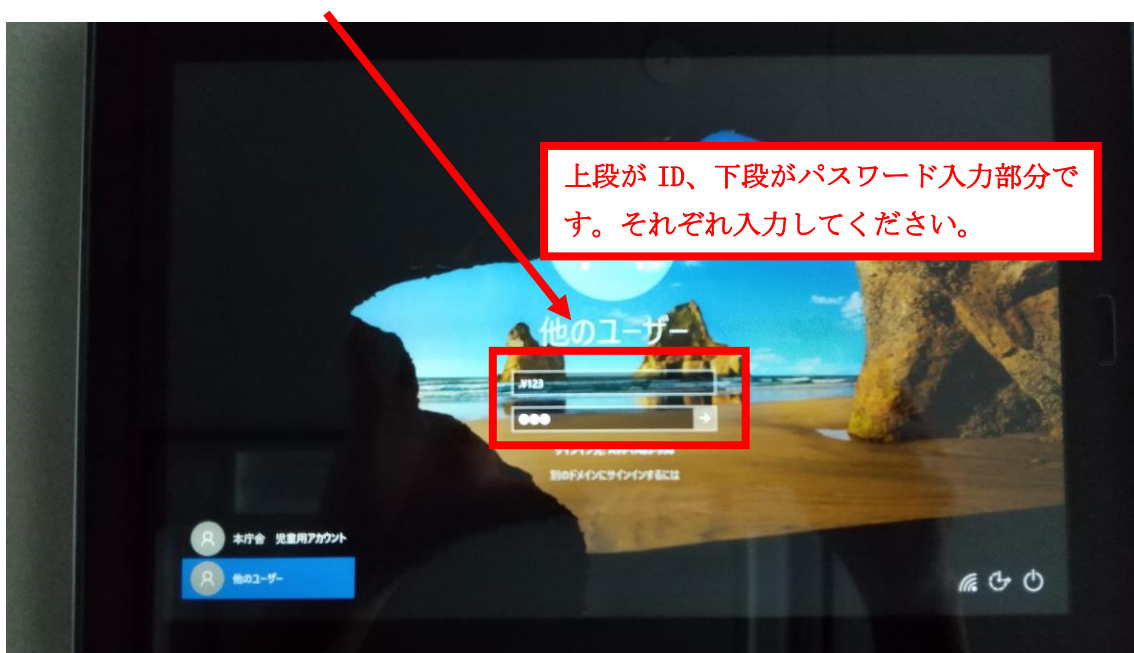 上段が ID、下段がパスワード入力部分で
す。それぞれ入力してください。
他のユーザー
.¥123
別のドメインにサインインするには
本庁舎 児童用アカウント
他のユーザー